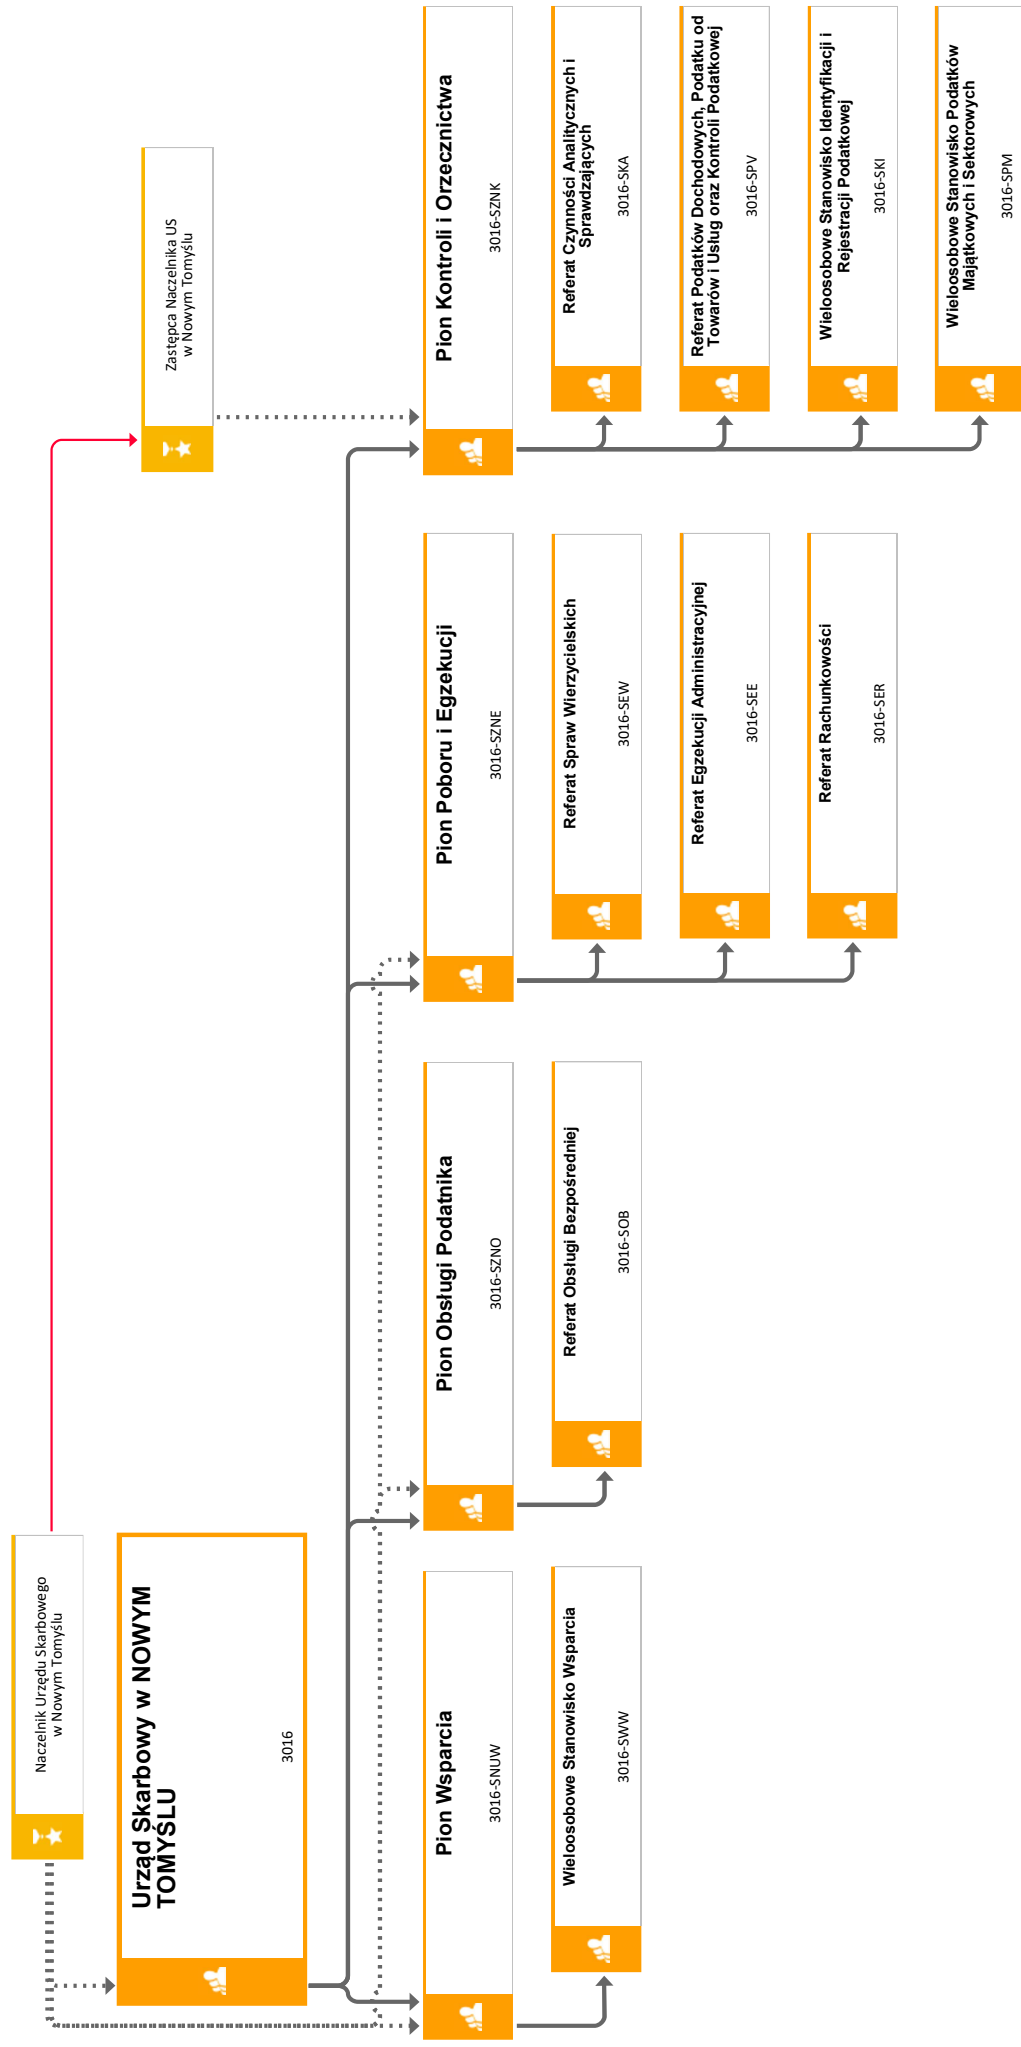 Naczelnik Urzędu Skarbowego
w Nowym Tomyślu
Zastępca Naczelnika US
w Nowym Tomyślu
Urząd Skarbowy w NOWYM
TOMYŚLU
3016
Pion Wsparcia
3016-SNUW
Wieloosobowe Stanowisko Wsparcia
3016-SWW
Pion Obsługi Podatnika
3016-SZNO
Referat Obsługi Bezpośredniej
3016-SOB
Pion Poboru i Egzekucji
3016-SZNE
Referat Spraw Wierzycielskich
3016-SEW
Referat Egzekucji Administracyjnej
3016-SEE
Referat Rachunkowości
3016-SER
Pion Kontroli i Orzecznictwa
3016-SZNK
Referat Czynności Analitycznych i
Sprawdzających
3016-SKA
Referat Podatków Dochodowych, Podatku od
Towarów i Usług oraz Kontroli Podatkowej
3016-SPV
Wieloosobowe Stanowisko Identyfikacji i
Rejestracji Podatkowej
3016-SKI
Wieloosobowe Stanowisko Podatków
Majątkowych i Sektorowych
3016-SPM